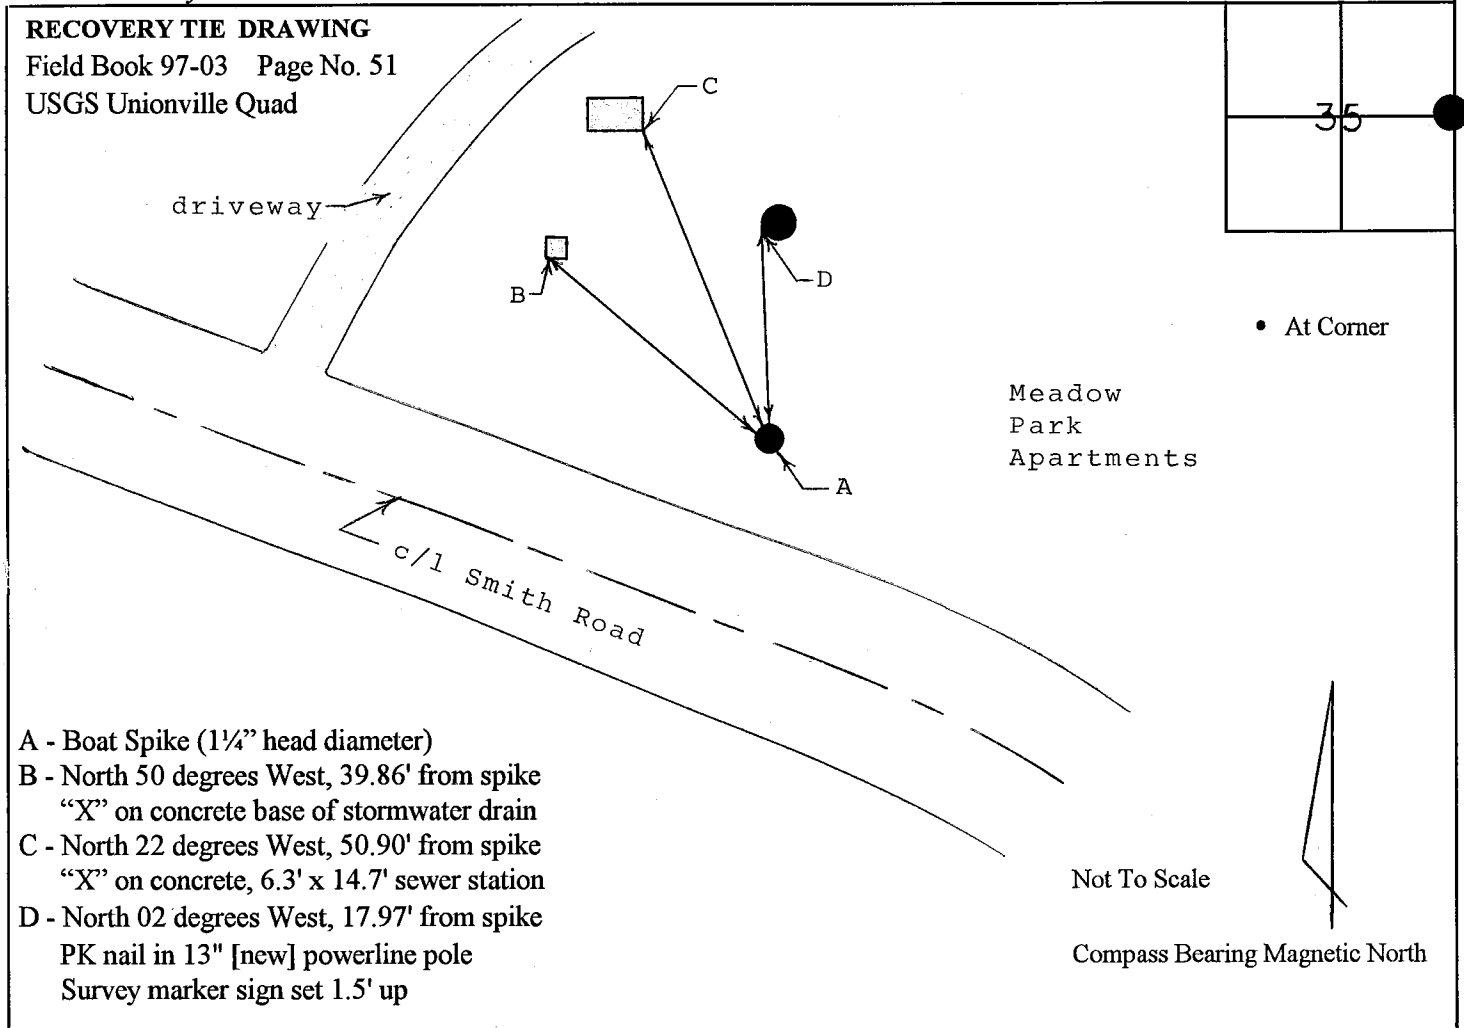 RECOVERY TIE DRAWING
Field Book 97-03 Page No. 51
USGS Unionville Quad
C
35
driveway
D
B
• At Corner
Meadow
Park
Apartments
A
c/l Smith Road
A - Boat Spike (1¼” head diameter)
B - North 50 degrees West, 39.86' from spike
“X” on concrete base of stormwater drain
C - North 22 degrees West, 50.90' from spike
“X” on concrete, 6.3' x 14.7' sewer station
D - North 02 degrees West, 17.97' from spike
PK nail in 13" [new] powerline pole
Survey marker sign set 1.5' up
Not To Scale
Compass Bearing Magnetic North